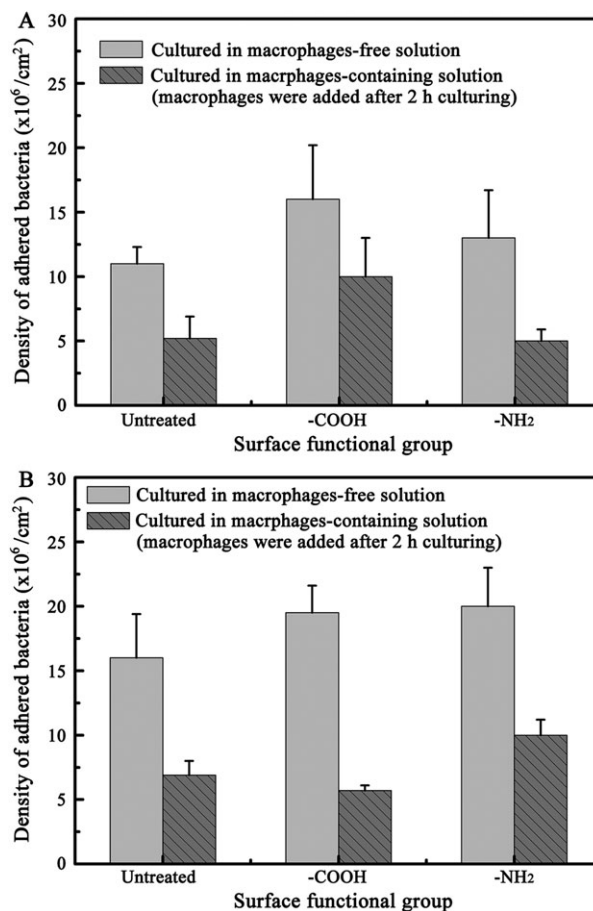 A
30
25
20
15
10
5
0
Density of adhered bacteria (x10⁶/cm²)
Cultured in macrophages-free solution
Cultured in macrphages-containing solution
(macrophages were added after 2 h culturing)
Untreated -COOH -NH₂
Surface functional group
B
30
25
20
15
10
5
0
Density of adhered bacteria (x10⁶/cm²)
Cultured in macrophages-free solution
Cultured in macrphages-containing solution
(macrophages were added after 2 h culturing)
Untreated -COOH -NH₂
Surface functional group